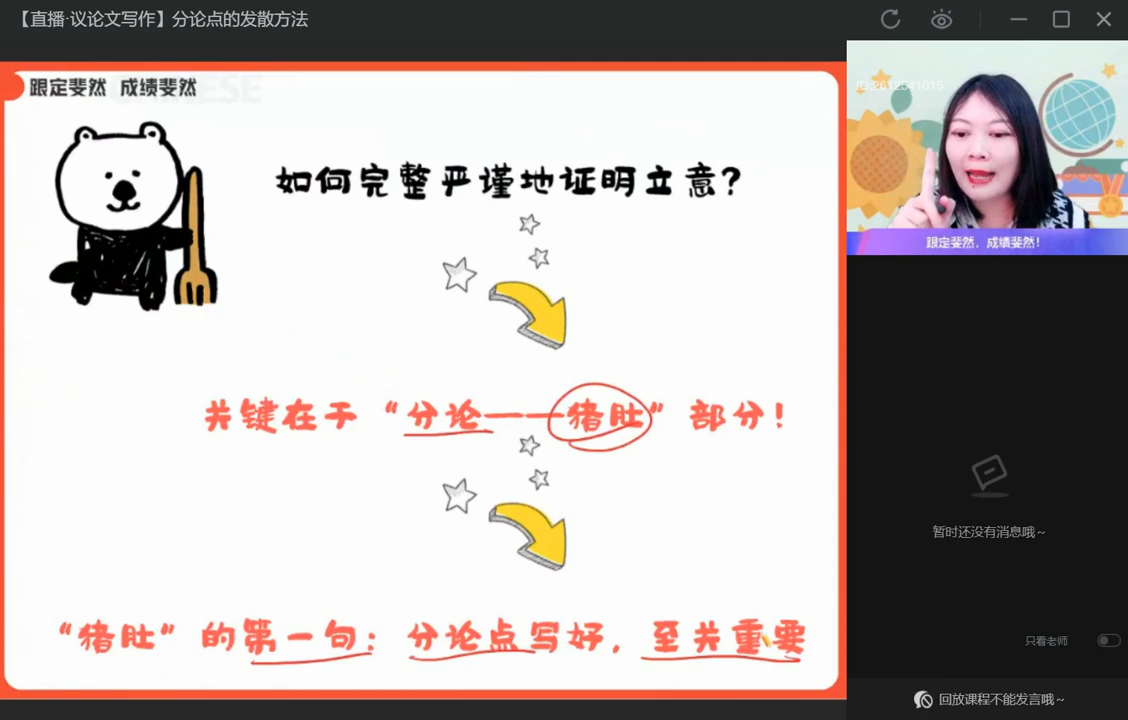 【直播·议论文写作】分论点的发散方法
跟定斐然 成绩斐然
如何完整严谨地证明立意？
关键在于“分论——猪肚”部分！
“猪肚”的第一句：分论点写好，至关重要
跟定斐然，成绩斐然！
暂时还没有消息哦～
只看老师
回放课程不能发言哦～